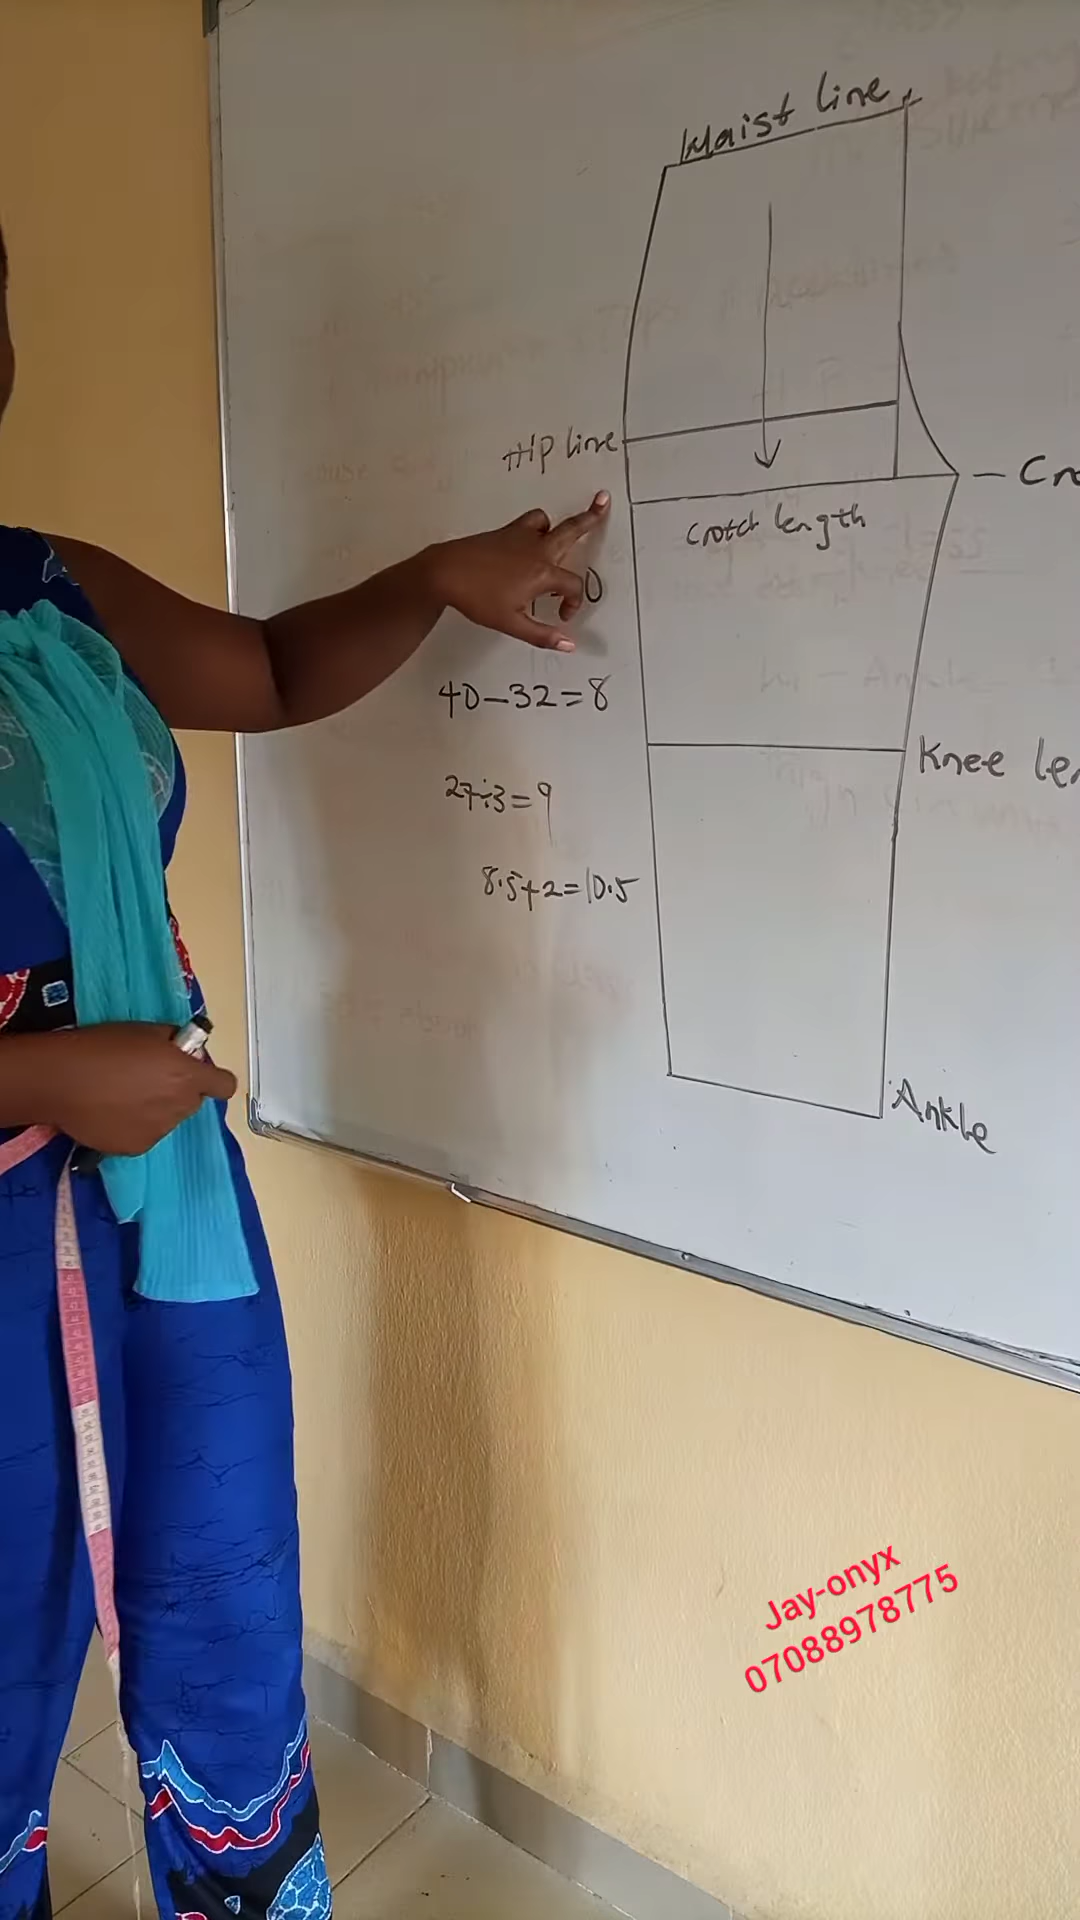 Waist line
Hip line
Crotch length
40-32=8
Knee
27÷3=9
8.5+2=10.5
Ankle
Jay-onyx
07088978775